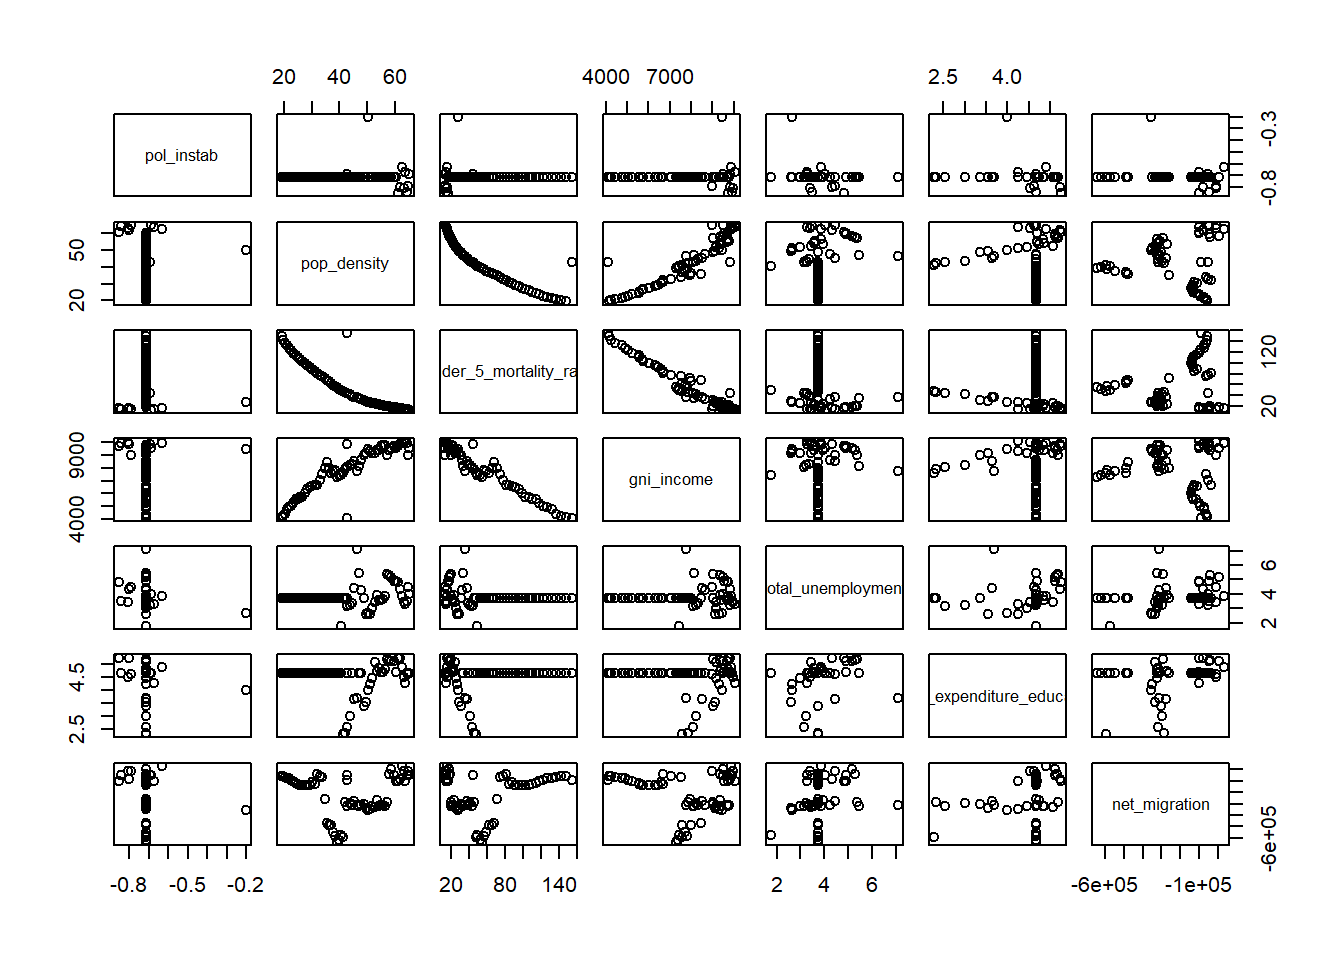 20 40 60 4000 7000 2.5 4.0
pol_instab
-0.8 -0.3
pop_density
20 50
der_5_mortality_ra
20 120
gni_income
4000 9000
otal_unemploymen
2 4 6
_expenditure_educa
2.5 4.5
net_migration
-6e+05
-0.8 -0.5 -0.2 20 80 140 2 4 6 -6e+05 -1e+05